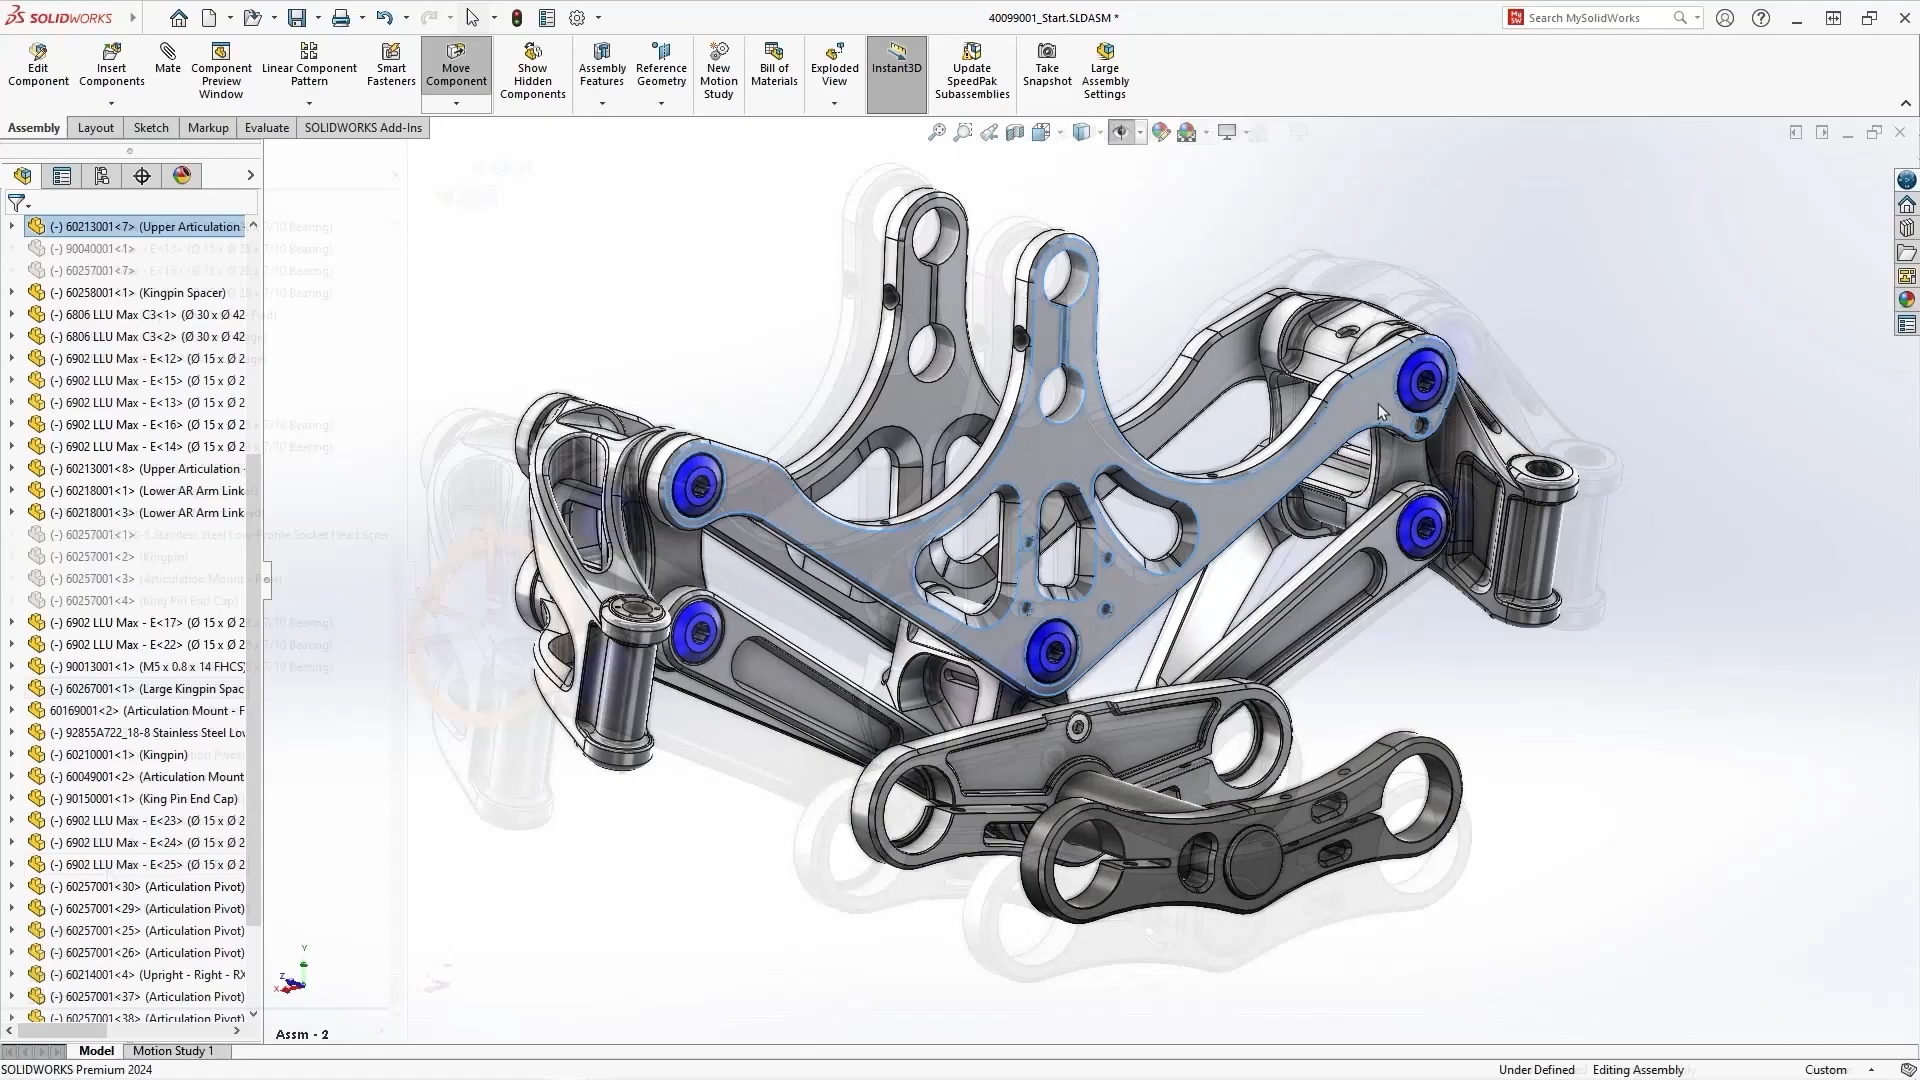 SOLIDWORKS
40099001_Start.SLDASM *
Search MySolidWorks
Edit Component
Insert Components
Mate
Component Preview Window
Linear Component Pattern
Smart Fasteners
Move Component
Show Hidden Components
Assembly Features
Reference Geometry
New Motion Study
Bill of Materials
Exploded View
Instant3D
Update SpeedPak Subassemblies
Take Snapshot
Large Assembly Settings
Assembly
Layout
Sketch
Markup
Evaluate
SOLIDWORKS Add-Ins
(-) 60213001<7> (Upper Articulation
(-) 90040001<1>
(-) 60257001<7>
(-) 60258001<1> (Kingpin Spacer)
(-) 6806 LLU Max C3<1> (Ø 30 x Ø 42
(-) 6806 LLU Max C3<2> (Ø 30 x Ø 42
(-) 6902 LLU Max - E<12> (Ø 15 x Ø 2
(-) 6902 LLU Max - E<15> (Ø 15 x Ø 2
(-) 6902 LLU Max - E<13> (Ø 15 x Ø 2
(-) 6902 LLU Max - E<16> (Ø 15 x Ø 2
(-) 6902 LLU Max - E<14> (Ø 15 x Ø 2
(-) 60213001<8> (Upper Articulation
(-) 60218001<1> (Lower AR Arm Link
(-) 60218001<3> (Lower AR Arm Link
(-) 60257001<1>
(-) 60257001<2> (Kingpin)
(-) 60257001<3> (Articulation Mount
(-) 60257001<4> (King Pin End Cap)
(-) 6902 LLU Max - E<17> (Ø 15 x Ø 2
(-) 6902 LLU Max - E<22> (Ø 15 x Ø 2
(-) 90013001<1> (M5 x 0.8 x 14 FHCS)
(-) 60267001<1> (Large Kingpin Spac
60169001<2> (Articulation Mount - F
(-) 92855A722_18-8 Stainless Steel Lo
(-) 60210001<1> (Kingpin)
(-) 60049001<2> (Articulation Mount
(-) 90150001<1> (King Pin End Cap)
(-) 6902 LLU Max - E<23> (Ø 15 x Ø 2
(-) 6902 LLU Max - E<24> (Ø 15 x Ø 2
(-) 6902 LLU Max - E<25> (Ø 15 x Ø 2
(-) 60257001<30> (Articulation Pivot)
(-) 60257001<29> (Articulation Pivot)
(-) 60257001<25> (Articulation Pivot)
(-) 60257001<26> (Articulation Pivot)
(-) 60214001<4> (Upright - Right - RX
(-) 60257001<37> (Articulation Pivot)
(-) 60257001<38> (Articulation Pivot)
Y
Z
X
Assm - 2
Model
Motion Study 1
SOLIDWORKS Premium 2024
Under Defined
Editing Assembly
Custom